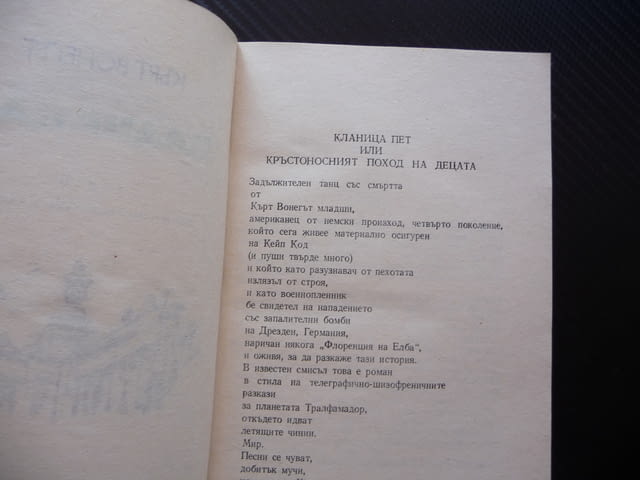 КЛАНИЦА ПЕТ
ИЛИ
КРЪСТОНОСНИЯТ ПОХОД НА ДЕЦАТА
Задължителен танц със смъртта
от
Кърт Вонегът младши,
американец от немски произход, четвърто поколение,
който сега живее материално осигурен
на Кейп Код
(и пуши твърде много)
и който като разузнавач от пехотата
излязъл от строя,
и като военнопленник
бе свидетел на нападението
със запалителни бомби
на Дрезден, Германия,
наричан някога „Флоренция на Елба“,
и оживя, за да разкаже тази история.
В известен смисъл това е роман
в стила на телеграфично-шизофреничните
разкази
за планетата Тралфамадор,
откъдето идват
летящите чинии.
Мир.
Песни се чуват,
добитък мучи,